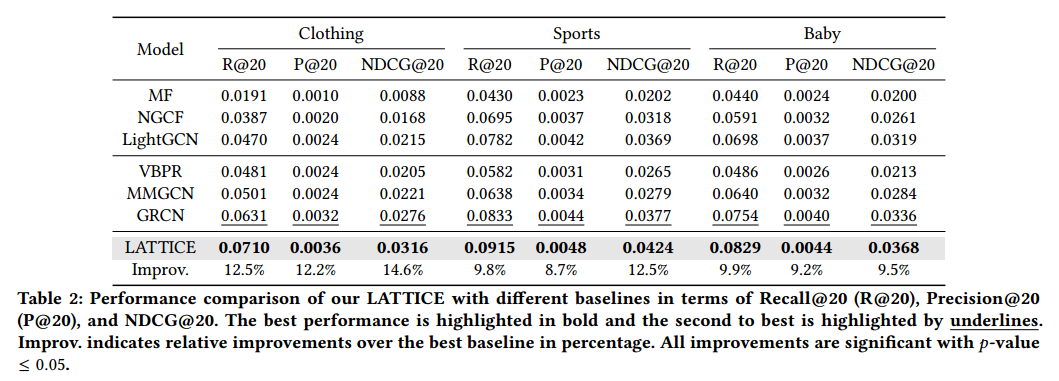 Model Clothing Sports Baby
R@20 P@20 NDCG@20 R@20 P@20 NDCG@20 R@20 P@20 NDCG@20
MF 0.0191 0.0010 0.0088 0.0430 0.0023 0.0202 0.0440 0.0024 0.0200
NGCF 0.0387 0.0020 0.0168 0.0695 0.0037 0.0318 0.0591 0.0032 0.0261
LightGCN 0.0470 0.0024 0.0215 0.0782 0.0042 0.0369 0.0698 0.0037 0.0319
VBPR 0.0481 0.0024 0.0205 0.0582 0.0031 0.0265 0.0486 0.0026 0.0213
MMGCN 0.0501 0.0024 0.0221 0.0638 0.0034 0.0279 0.0640 0.0032 0.0284
GRCN 0.0631 0.0032 0.0276 0.0833 0.0044 0.0377 0.0754 0.0040 0.0336
LATTICE 0.0710 0.0036 0.0316 0.0915 0.0048 0.0424 0.0829 0.0044 0.0368
Improv. 12.5% 12.2% 14.6% 9.8% 8.7% 12.5% 9.9% 9.2% 9.5%
Table 2: Performance comparison of our LATTICE with different baselines in terms of Recall@20 (R@20), Precision@20
(P@20), and NDCG@20. The best performance is highlighted in bold and the second to best is highlighted by underlines.
Improv. indicates relative improvements over the best baseline in percentage. All improvements are significant with p-value
≤ 0.05.